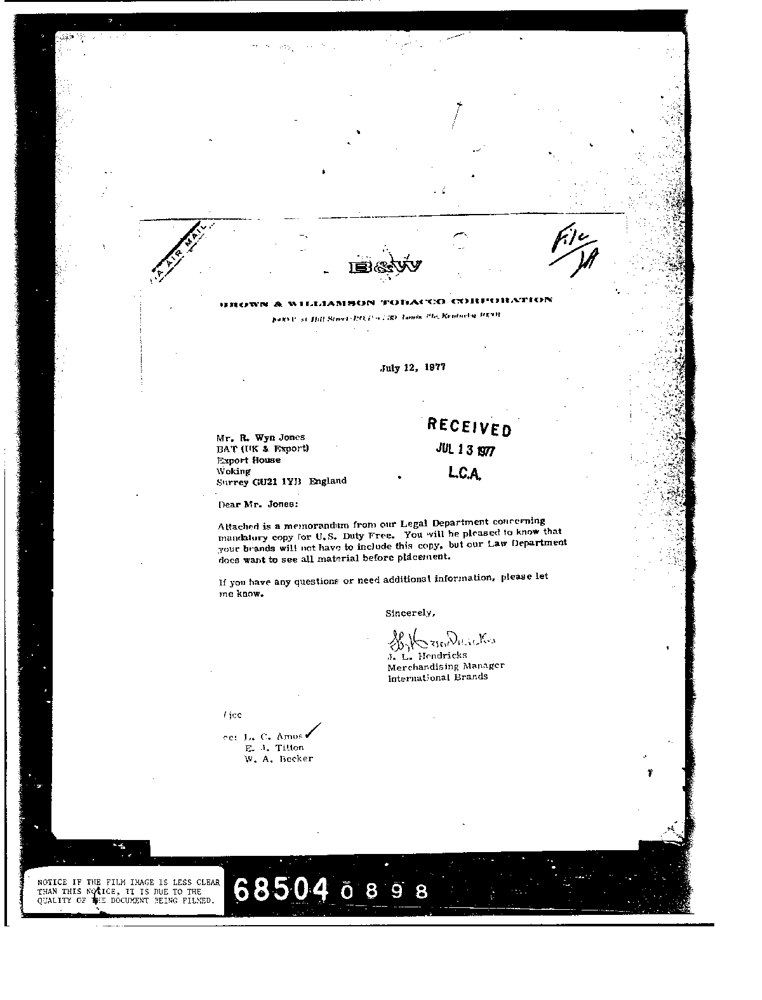 VIA AIR MAIL
File
B&W
BROWN & WILLIAMSON TOBACCO CORPORATION
Hill Street Kentucky
July 12, 1977
RECEIVED
JUL 13 1977
L.C.A.
Mr. R. Wyn Jones
BAT (UK & Export)
Export House
Woking
Surrey GU21 1YB England
Dear Mr. Jones:
Attached is a memorandum from our Legal Department concerning
mandatory copy for U.S. Duty Free. You will be pleased to know that
your brands will not have to include this copy, but our Law Department
does want to see all material before placement.
If you have any questions or need additional information, please let
me know.
Sincerely,
J. L. Hendricks
Merchandising Manager
International Brands
/jcc
cc: L. C. Amos
E. J. Tilton
W. A. Becker
NOTICE IF THE FILM IMAGE IS LESS CLEAR
THAN THIS NOTICE, IT IS DUE TO THE
QUALITY OF THE DOCUMENT BEING FILMED.
68504 0898